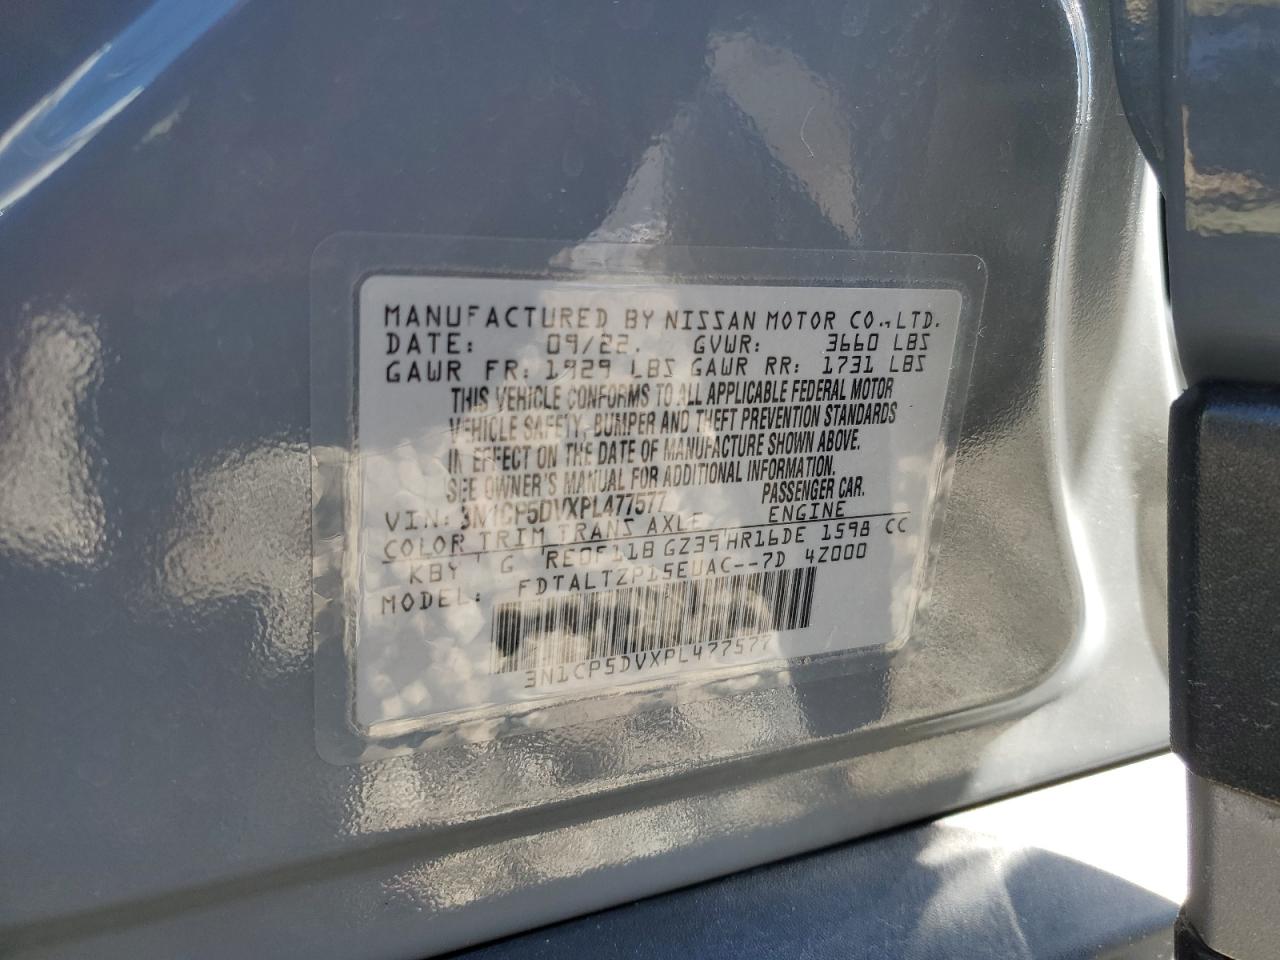 MANUFACTURED BY NISSAN MOTOR CO.,LTD.
DATE: 09/22. GVWR: 3660 LBS
GAWR FR: 1929 LBS GAWR RR: 1731 LBS
THIS VEHICLE CONFORMS TO ALL APPLICABLE FEDERAL MOTOR
VEHICLE SAFETY, BUMPER AND THEFT PREVENTION STANDARDS
IN EFFECT ON THE DATE OF MANUFACTURE SHOWN ABOVE.
SEE OWNER'S MANUAL FOR ADDITIONAL INFORMATION.
VIN: 3N1CP5DVXPL477577 PASSENGER CAR.
COLOR TRIM TRANS AXLE ENGINE
KBY G RE0F11B GZ39 HR16DE 1598 CC
MODEL: FDTALTZP15EUAC--7D 4Z000
3N1CP5DVXPL477577